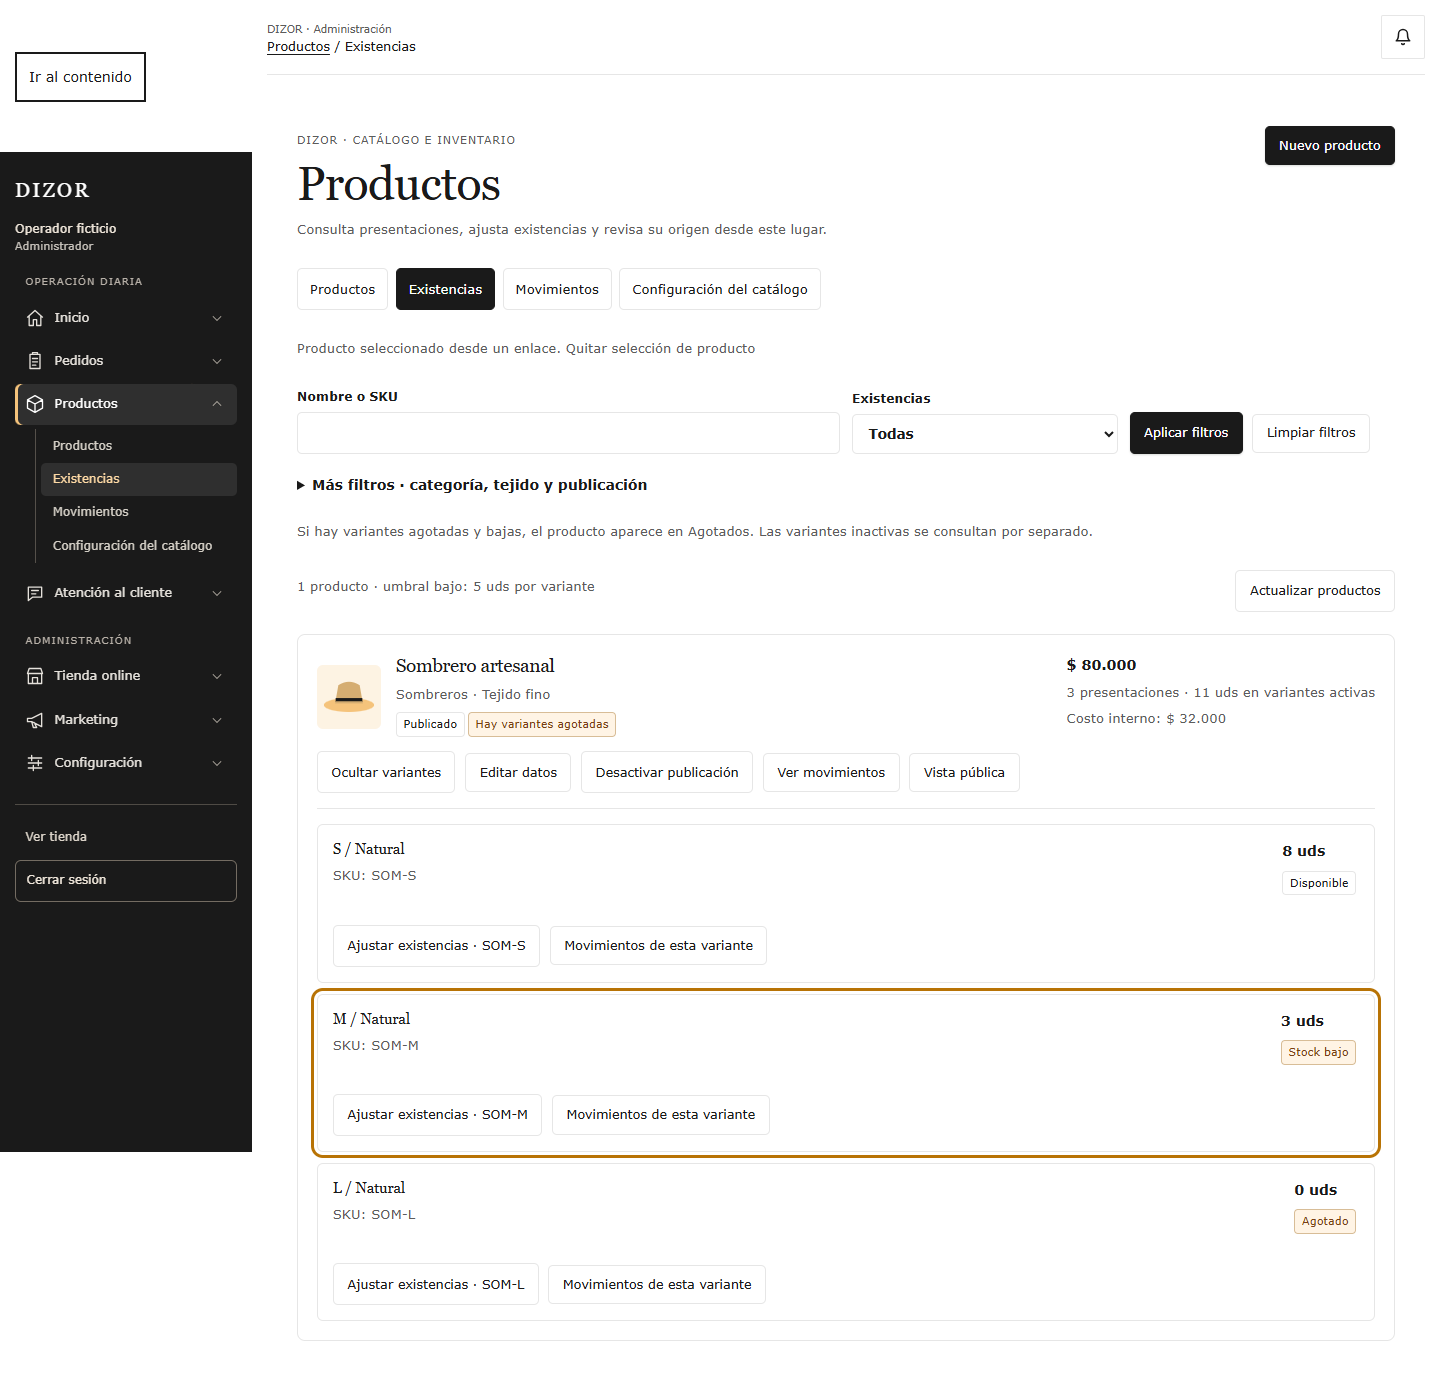 Ir al contenido
DIZOR · Administración
Productos / Existencias
DIZOR
Operador ficticio
Administrador
OPERACIÓN DIARIA
Inicio
Pedidos
Productos
Productos
Existencias
Movimientos
Configuración del catálogo
Atención al cliente
ADMINISTRACIÓN
Tienda online
Marketing
Configuración
Ver tienda
Cerrar sesión
DIZOR · CATÁLOGO E INVENTARIO
Nuevo producto
Productos
Consulta presentaciones, ajusta existencias y revisa su origen desde este lugar.
Productos Existencias Movimientos Configuración del catálogo
Producto seleccionado desde un enlace. Quitar selección de producto
Nombre o SKU
Existencias
Todas
Aplicar filtros
Limpiar filtros
Más filtros · categoría, tejido y publicación
Si hay variantes agotadas y bajas, el producto aparece en Agotados. Las variantes inactivas se consultan por separado.
1 producto · umbral bajo: 5 uds por variante
Actualizar productos
Sombrero artesanal
Sombreros · Tejido fino
Publicado Hay variantes agotadas
$ 80.000
3 presentaciones · 11 uds en variantes activas
Costo interno: $ 32.000
Ocultar variantes Editar datos Desactivar publicación Ver movimientos Vista pública
S / Natural
SKU: SOM-S
8 uds
Disponible
Ajustar existencias · SOM-S Movimientos de esta variante
M / Natural
SKU: SOM-M
3 uds
Stock bajo
Ajustar existencias · SOM-M Movimientos de esta variante
L / Natural
SKU: SOM-L
0 uds
Agotado
Ajustar existencias · SOM-L Movimientos de esta variante